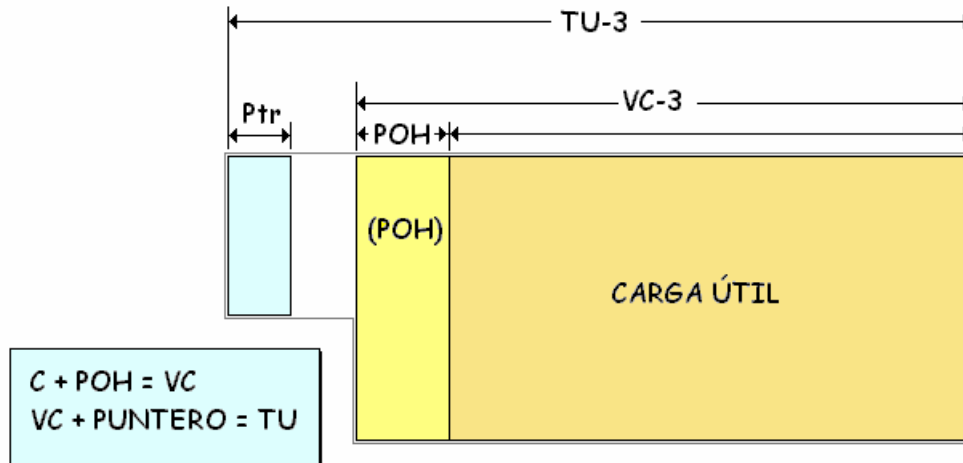 TU-3
VC-3
Ptr
POH
(POH)
CARGA ÚTIL
C + POH = VC
VC + PUNTERO = TU